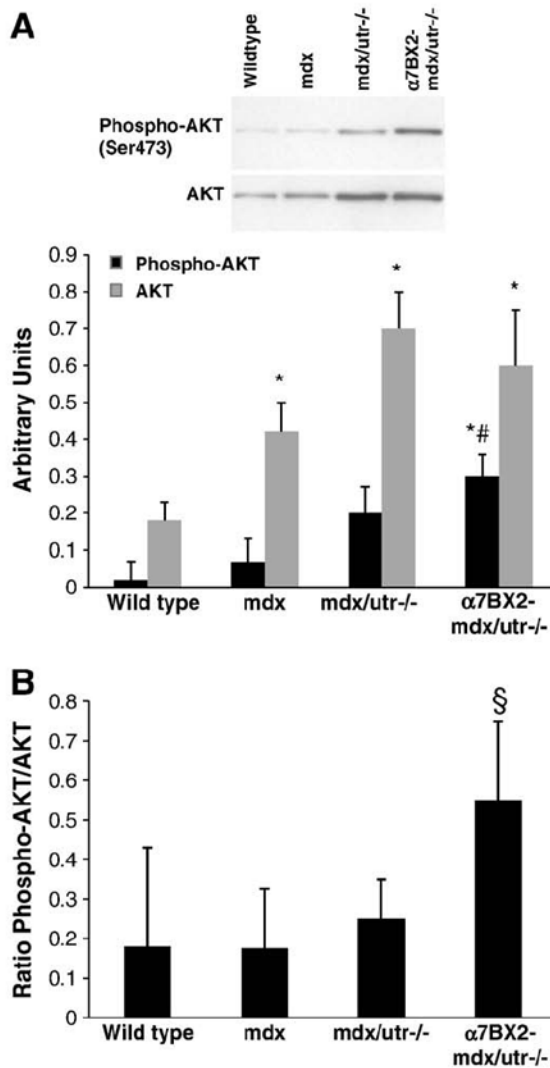 A
Wildtype
mdx
mdx/utr-/-
α7BX2-
mdx/utr-/-
Phospho-AKT
(Ser473)
AKT
0.9
0.8
0.7
0.6
0.5
0.4
0.3
0.2
0.1
0
Arbitrary Units
Phospho-AKT
AKT
*
*
*
*#
Wild type
mdx
mdx/utr-/-
α7BX2-
mdx/utr-/-
B
0.8
0.7
0.6
0.5
0.4
0.3
0.2
0.1
0
Ratio Phospho-AKT/AKT
§
Wild type
mdx
mdx/utr-/-
α7BX2-
mdx/utr-/-